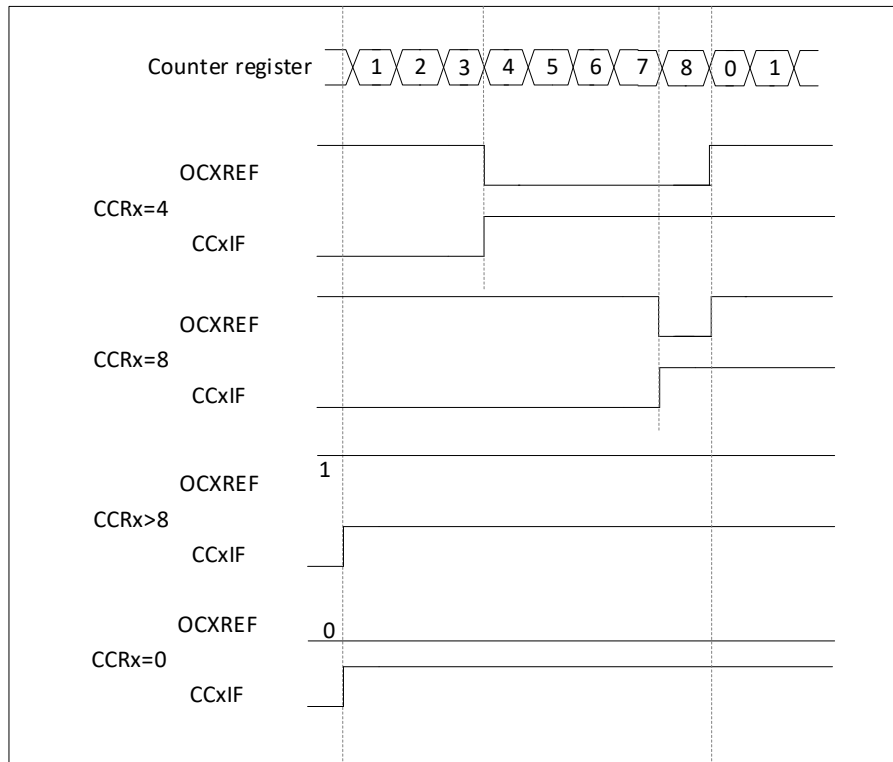 Counter register 1 2 3 4 5 6 7 8 0 1
OCXREF
CCRx=4
CCxIF
OCXREF
CCRx=8
CCxIF
1
OCXREF
CCRx>8
CCxIF
OCXREF 0
CCRx=0
CCxIF